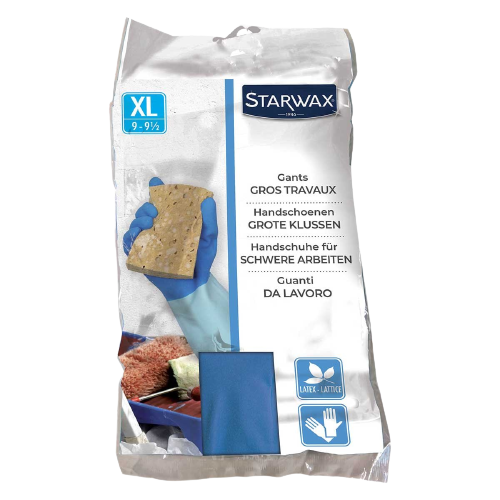 XL
9 - 9½
STARWAX
1946
Gants
GROS TRAVAUX
Handschoenen
GROTE KLUSSEN
Handschuhe für
SCHWERE ARBEITEN
Guanti
DA LAVORO
LATEX - LATTICE